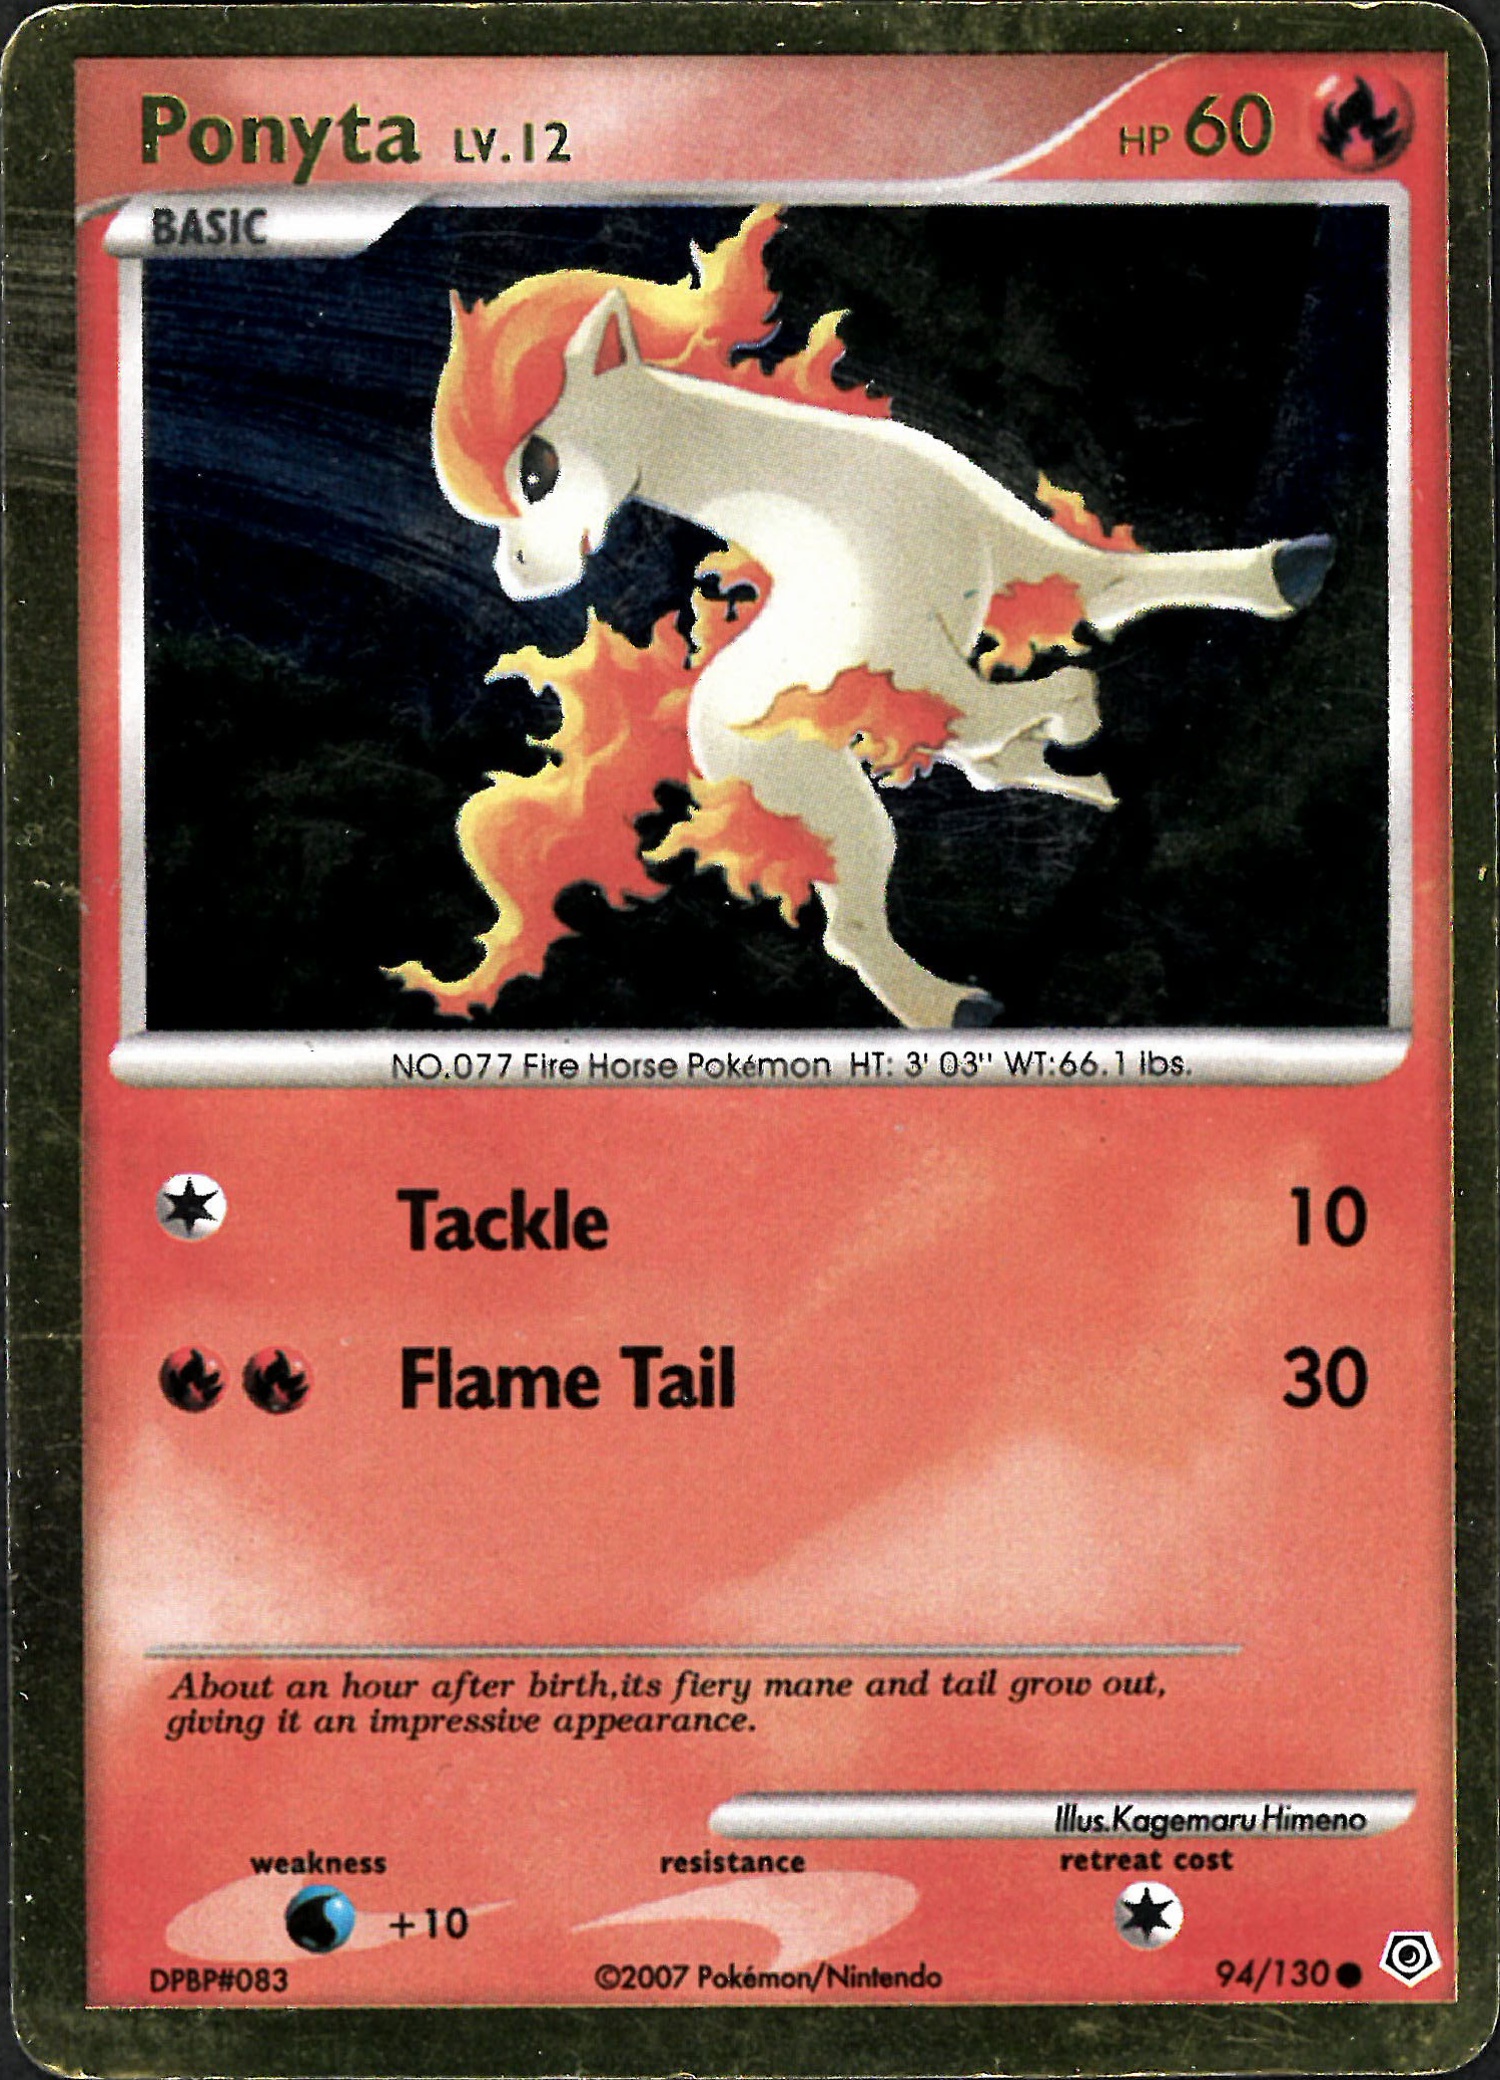 Ponyta LV.12 HP 60
BASIC
NO.077 Fire Horse Pokémon HT: 3' 03" WT:66.1 lbs.
Tackle 10
Flame Tail 30
About an hour after birth,its fiery mane and tail grow out,
giving it an impressive appearance.
Illus.Kagemaru Himeno
weakness resistance retreat cost
+10
DPBP#083 ©2007 Pokémon/Nintendo 94/130